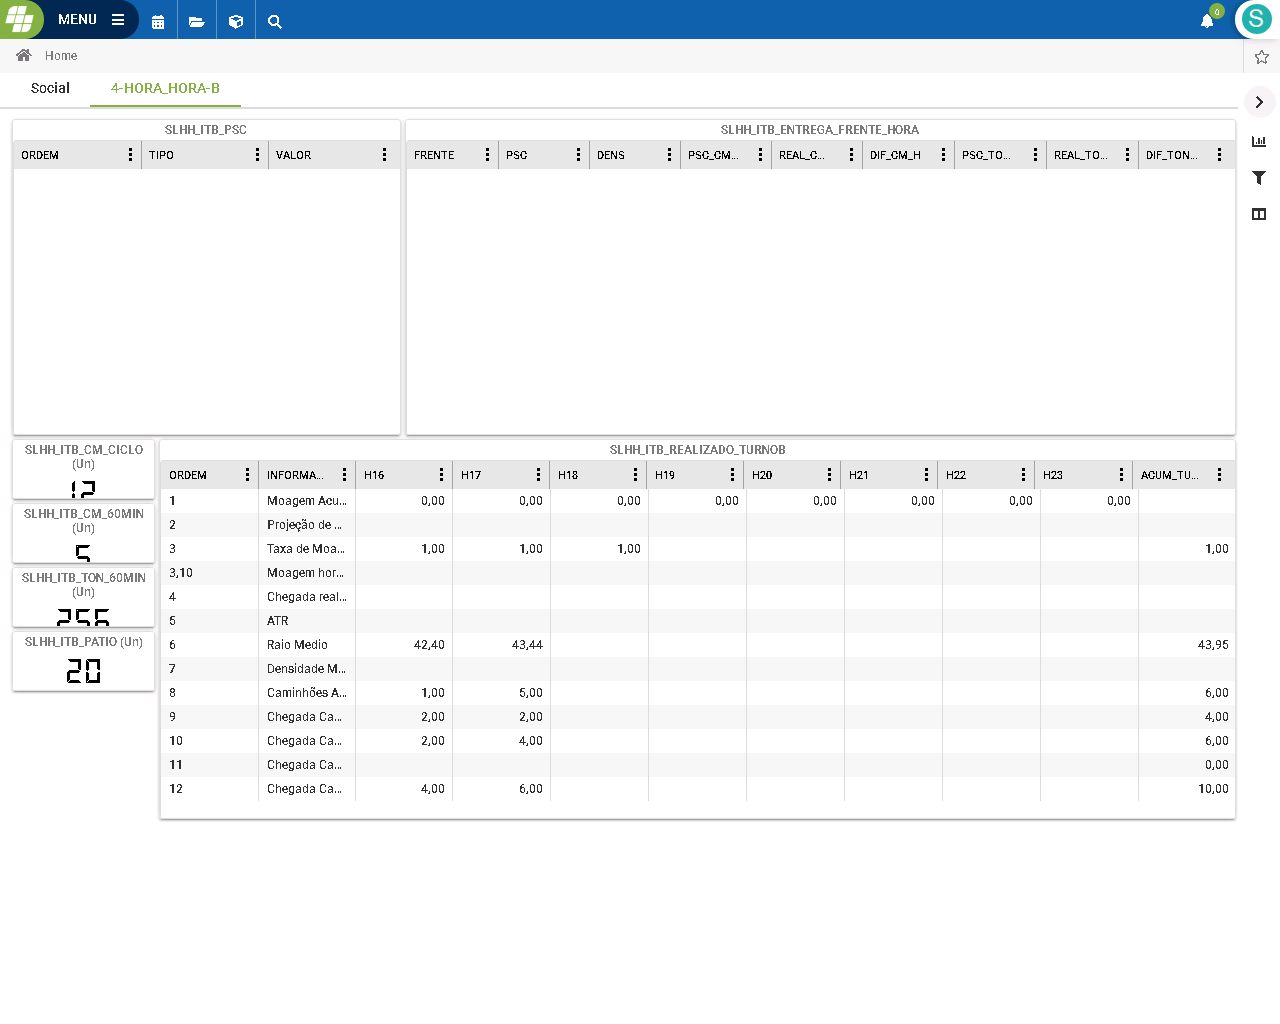 MENU
0
S
Home
Social
4-HORA_HORA-B
SLHH_ITB_PSC
ORDEM TIPO VALOR
SLHH_ITB_ENTREGA_FRENTE_HORA
FRENTE PSC DENS PSC_CM... REAL_C... DIF_CM_H PSC_TO... REAL_TO... DIF_TON...
SLHH_ITB_CM_CICLO
(Un)
12
SLHH_ITB_CM_60MIN
(Un)
5
SLHH_ITB_TON_60MIN
(Un)
SLHH_ITB_PATIO (Un)
20
SLHH_ITB_REALIZADO_TURNOB
ORDEM INFORMA... H16 H17 H18 H19 H20 H21 H22 H23 ACUM_TU...
1 Moagem Acu... 0,00 0,00 0,00 0,00 0,00 0,00 0,00 0,00
2 Projeção de ...
3 Taxa de Moa... 1,00 1,00 1,00 1,00
3,10 Moagem hor...
4 Chegada real...
5 ATR
6 Raio Medio 42,40 43,44 43,95
7 Densidade M...
8 Caminhões A... 1,00 5,00 6,00
9 Chegada Ca... 2,00 2,00 4,00
10 Chegada Ca... 2,00 4,00 6,00
11 Chegada Ca... 0,00
12 Chegada Ca... 4,00 6,00 10,00